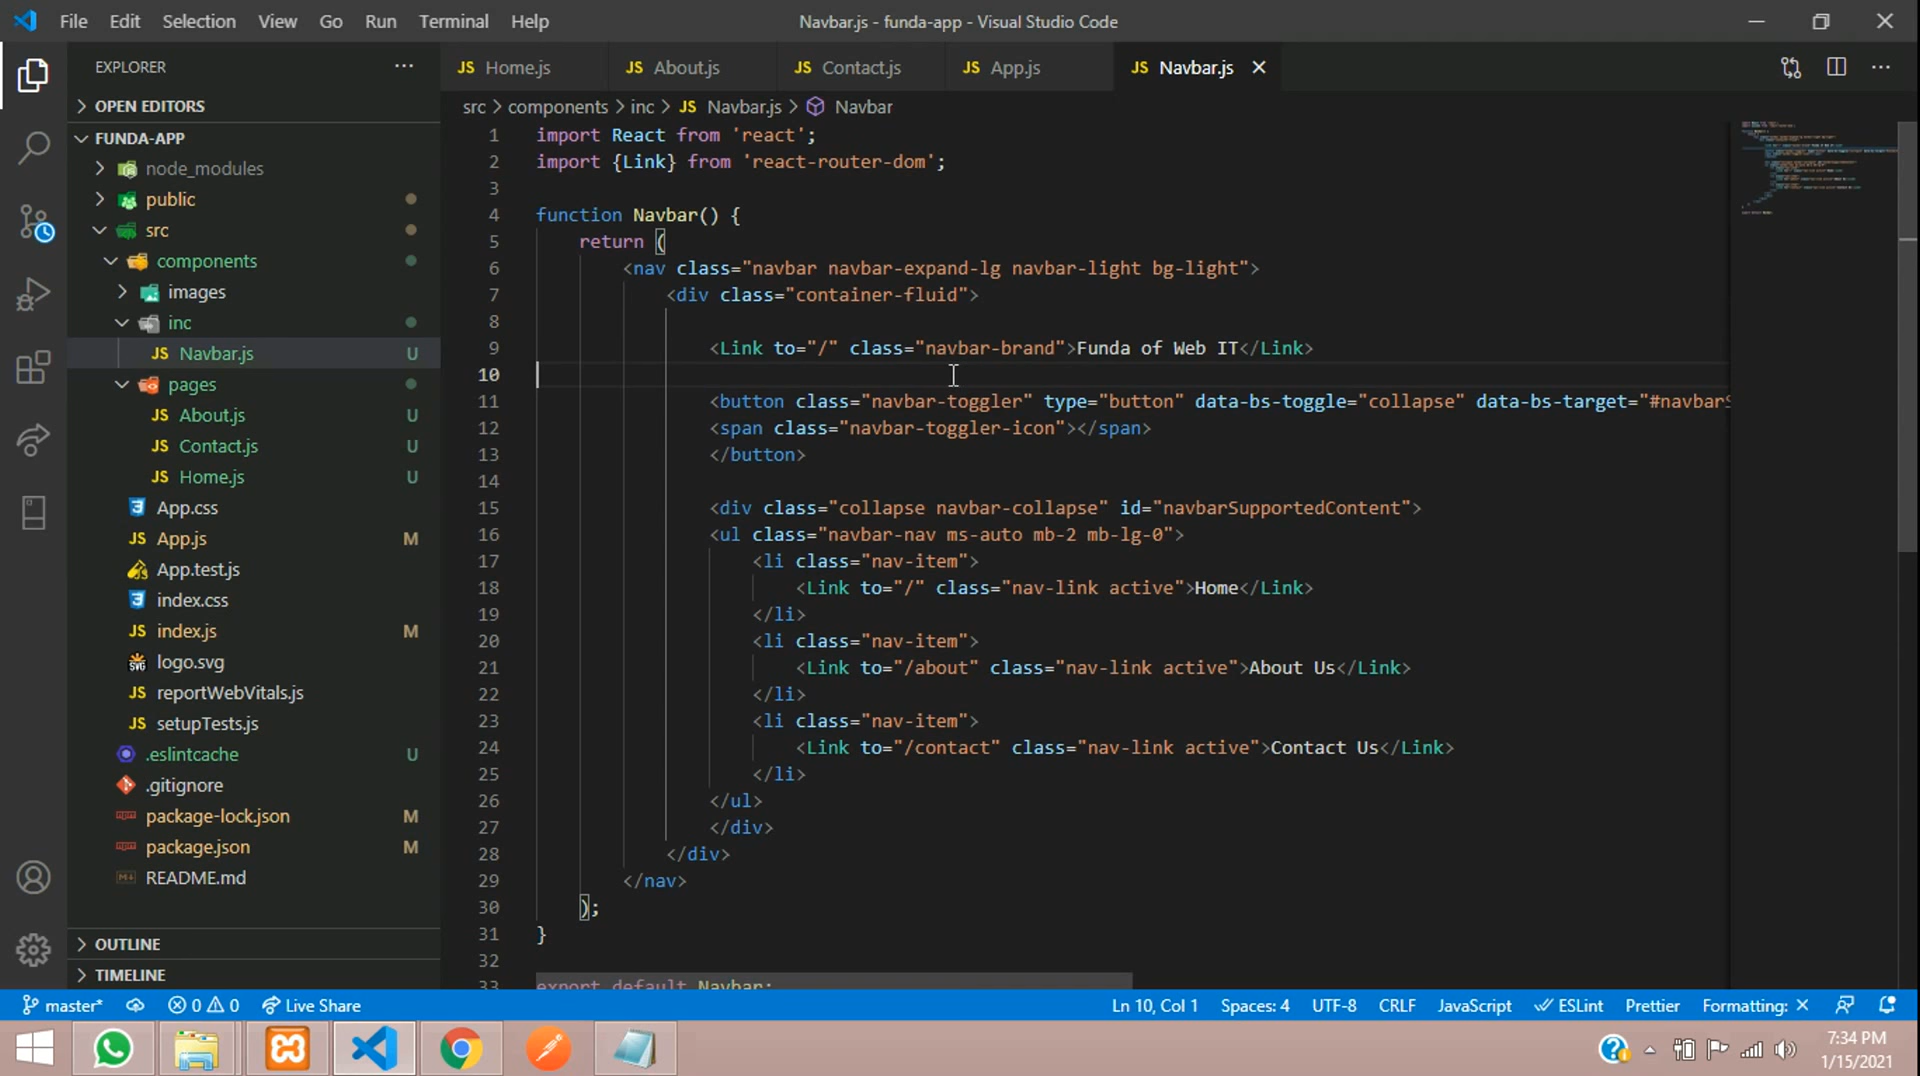 File Edit Selection View Go Run Terminal Help
Navbar.js - funda-app - Visual Studio Code
EXPLORER
OPEN EDITORS
FUNDA-APP
node_modules
public
src
components
images
inc
JS Navbar.js U
pages
JS About.js U
JS Contact.js U
JS Home.js U
App.css
JS App.js M
App.test.js
index.css
JS index.js M
logo.svg
JS reportWebVitals.js
JS setupTests.js
.eslintcache U
.gitignore
package-lock.json M
package.json M
README.md
OUTLINE
TIMELINE
JS Home.js JS About.js JS Contact.js JS App.js JS Navbar.js
src > components > inc > JS Navbar.js > Navbar
1 import React from 'react';
2 import {Link} from 'react-router-dom';
3
4 function Navbar() {
5 return (
6 <nav class="navbar navbar-expand-lg navbar-light bg-light">
7 <div class="container-fluid">
8
9 <Link to="/" class="navbar-brand">Funda of Web IT</Link>
10
11 <button class="navbar-toggler" type="button" data-bs-toggle="collapse" data-bs-target="#navbarS
12 <span class="navbar-toggler-icon"></span>
13 </button>
14
15 <div class="collapse navbar-collapse" id="navbarSupportedContent">
16 <ul class="navbar-nav ms-auto mb-2 mb-lg-0">
17 <li class="nav-item">
18 <Link to="/" class="nav-link active">Home</Link>
19 </li>
20 <li class="nav-item">
21 <Link to="/about" class="nav-link active">About Us</Link>
22 </li>
23 <li class="nav-item">
24 <Link to="/contact" class="nav-link active">Contact Us</Link>
25 </li>
26 </ul>
27 </div>
28 </div>
29 </nav>
30 );
31 }
32
33 export default Navbar;
master* 0 0 Live Share Ln 10, Col 1 Spaces: 4 UTF-8 CRLF JavaScript ESLint Prettier Formatting: ×
7:34 PM
1/15/2021